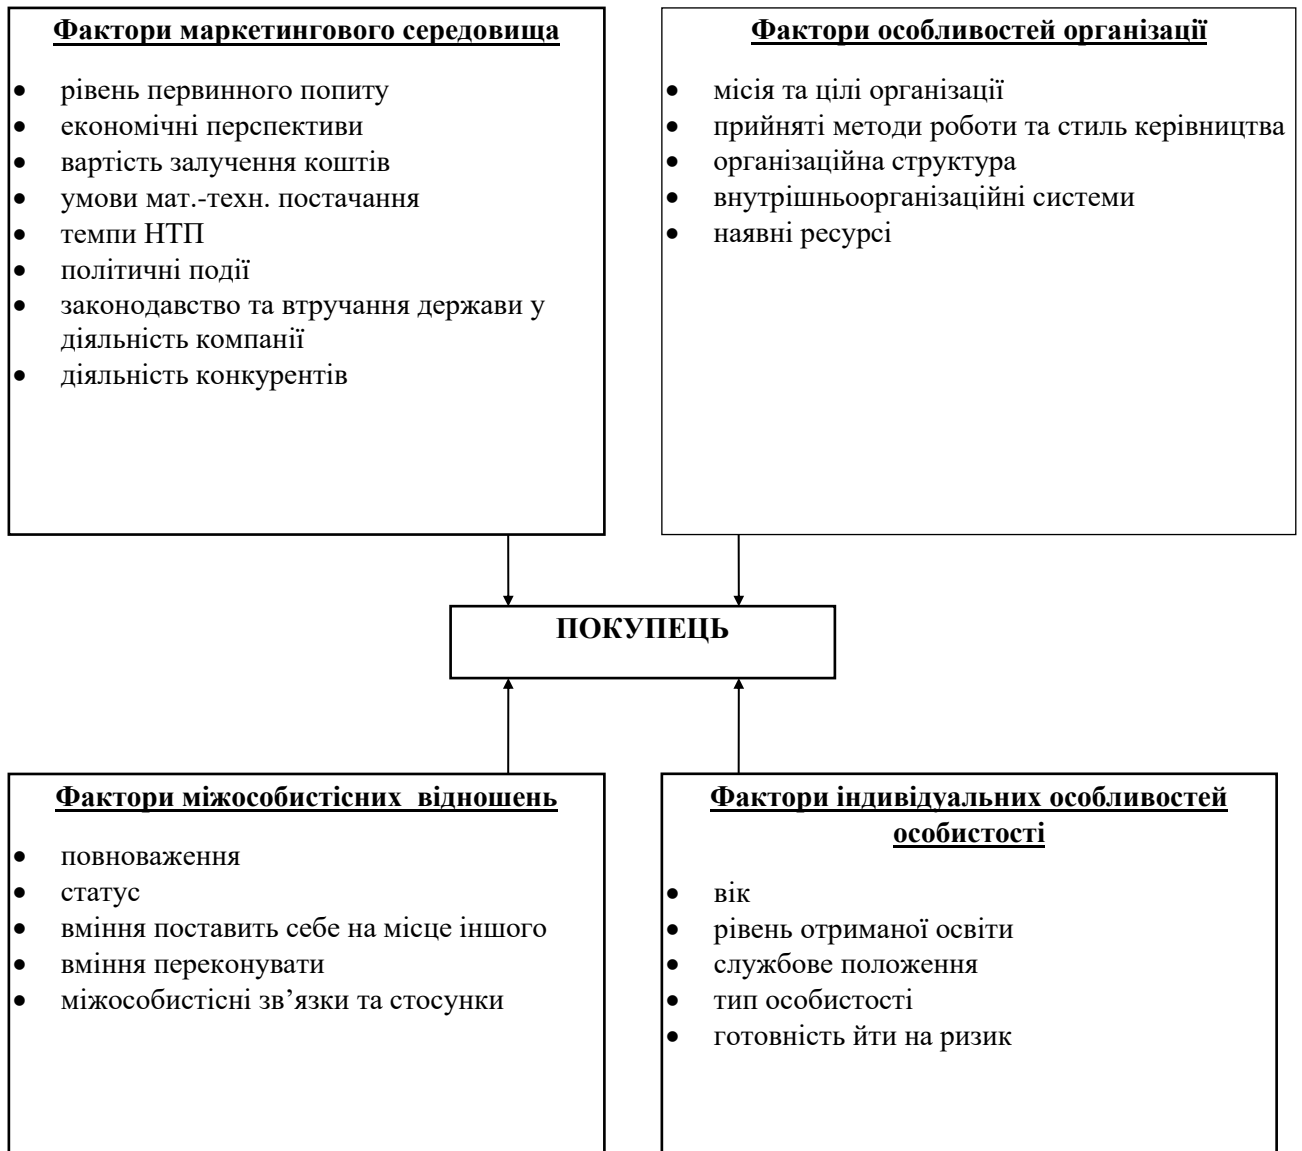 Фактори маркетингового середовища
• рівень первинного попиту
• економічні перспективи
• вартість залучення коштів
• умови мат.-техн. постачання
• темпи НТП
• політичні події
• законодавство та втручання держави у
діяльність компанії
• діяльність конкурентів
Фактори особливостей організації
• місія та цілі організації
• прийняті методи роботи та стиль керівництва
• організаційна структура
• внутрішньоорганізаційні системи
• наявні ресурсі
ПОКУПЕЦЬ
Фактори міжособистісних відношень
• повноваження
• статус
• вміння поставить себе на місце іншого
• вміння переконувати
• міжособистісні зв’язки та стосунки
Фактори індивідуальних особливостей
особистості
• вік
• рівень отриманої освіти
• службове положення
• тип особистості
• готовність йти на ризик